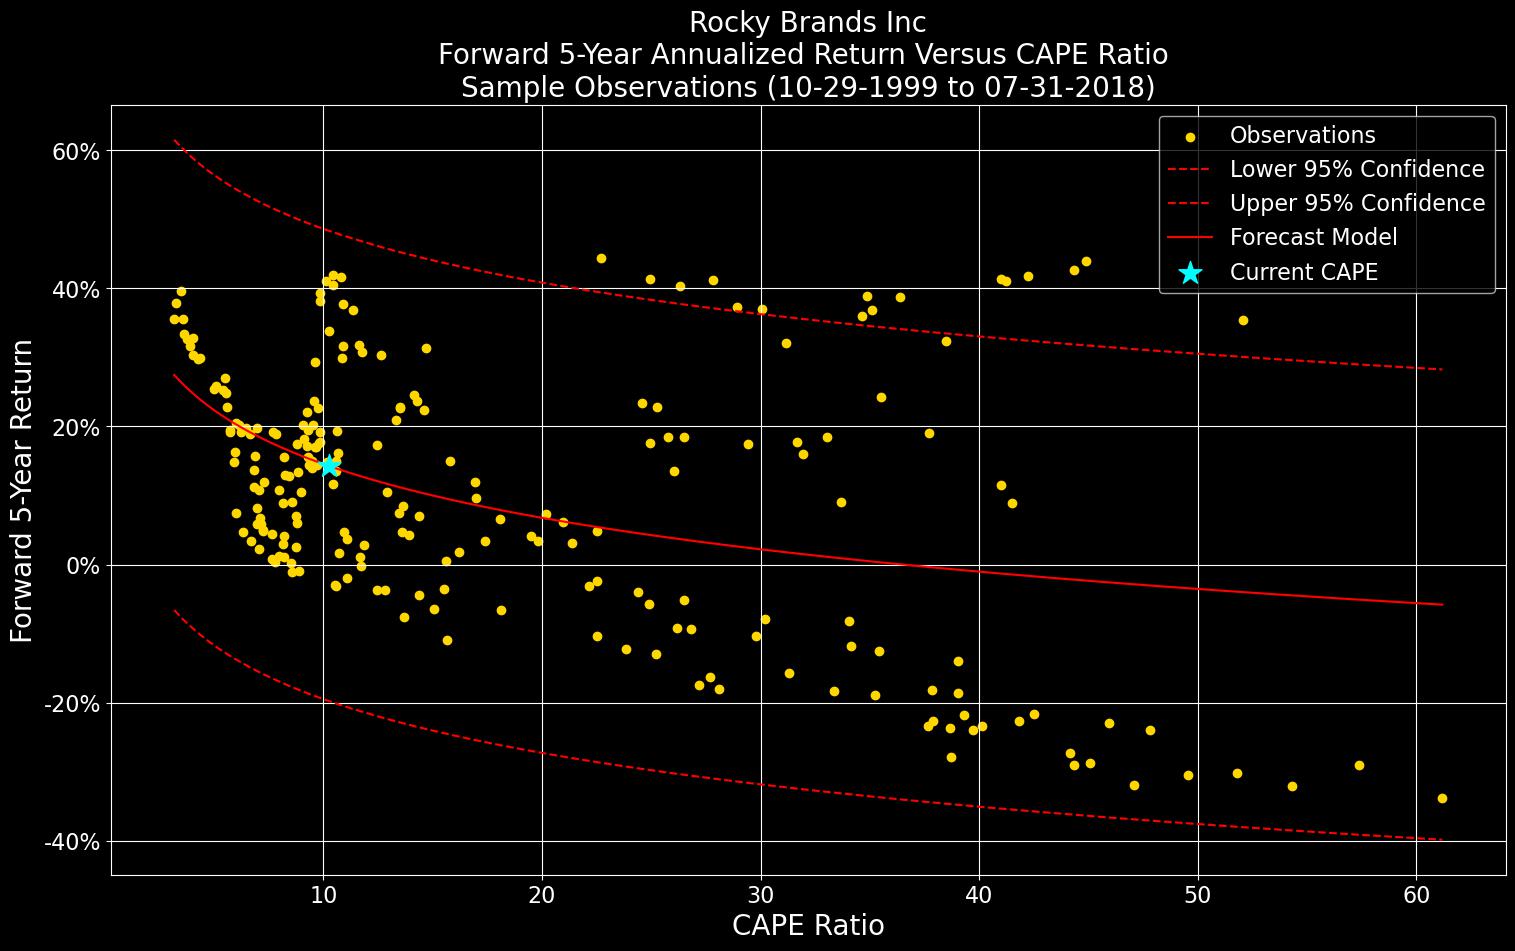 Rocky Brands Inc
Forward 5-Year Annualized Return Versus CAPE Ratio
Sample Observations (10-29-1999 to 07-31-2018)
Observations
Lower 95% Confidence
Upper 95% Confidence
Forecast Model
Current CAPE
Forward 5-Year Return
60%
40%
20%
0%
-20%
-40%
10 20 30 40 50 60
CAPE Ratio